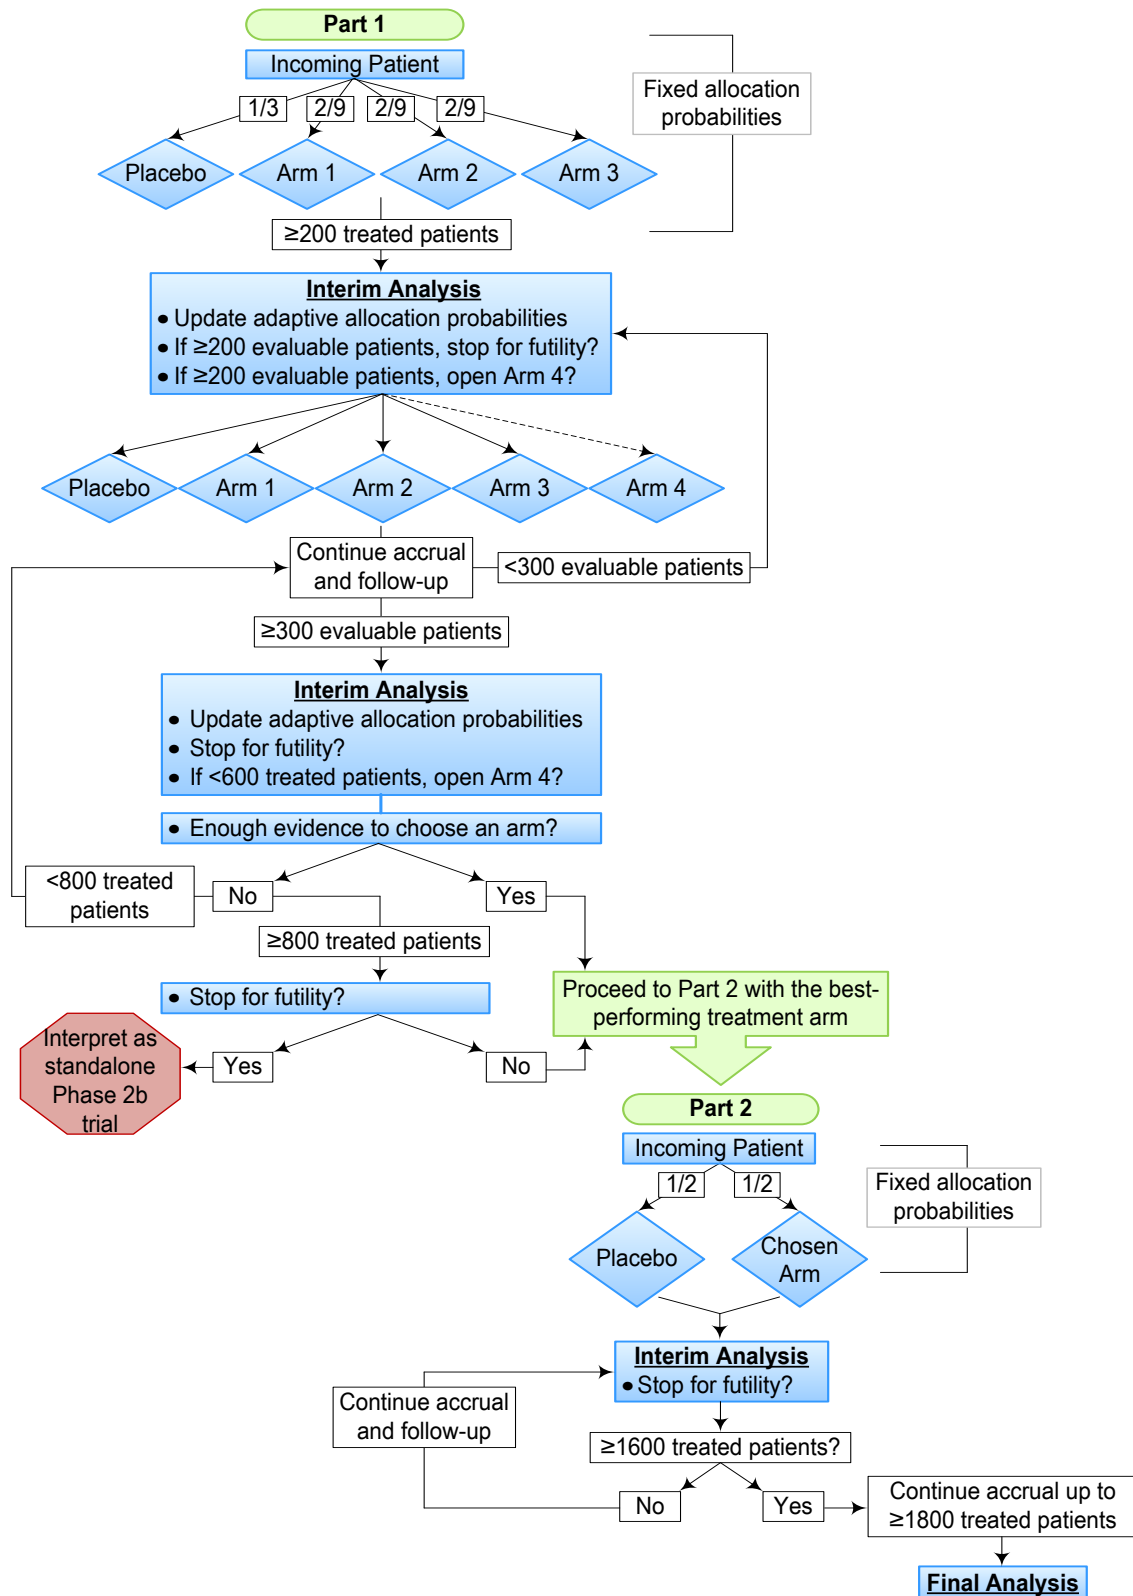 Part 1
Incoming Patient
Fixed allocation
probabilities
1/3
2/9
2/9
2/9
Placebo
Arm 1
Arm 2
Arm 3
≥200 treated patients
Interim Analysis
• Update adaptive allocation probabilities
• If ≥200 evaluable patients, stop for futility?
• If ≥200 evaluable patients, open Arm 4?
Placebo
Arm 1
Arm 2
Arm 3
Arm 4
Continue accrual
and follow-up
<300 evaluable patients
≥300 evaluable patients
Interim Analysis
• Update adaptive allocation probabilities
• Stop for futility?
• If <600 treated patients, open Arm 4?
• Enough evidence to choose an arm?
<800 treated
patients
No
Yes
≥800 treated patients
• Stop for futility?
Proceed to Part 2 with the best-
performing treatment arm
Interpret as
standalone
Phase 2b
trial
Yes
No
Part 2
Incoming Patient
Fixed allocation
probabilities
1/2
1/2
Placebo
Chosen
Arm
Interim Analysis
• Stop for futility?
Continue accrual
and follow-up
≥1600 treated patients?
No
Yes
Continue accrual up to
≥1800 treated patients
Final Analysis